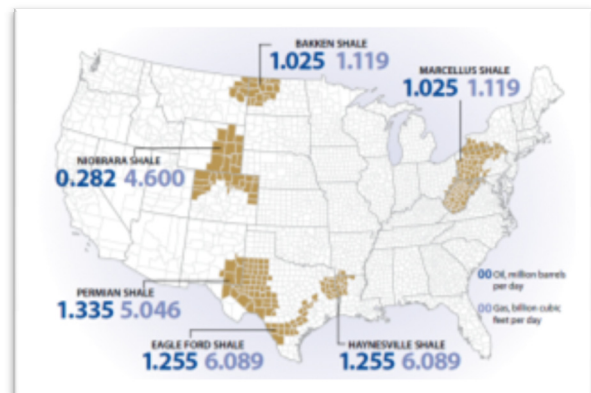 BAKKEN SHALE
1.025 1.119
MARCELLUS SHALE
1.025 1.119
NIOBRARA SHALE
0.282 4.600
PERMIAN SHALE
1.335 5.046
EAGLE FORD SHALE
1.255 6.089
HAYNESVILLE SHALE
1.255 6.089
00 Oil, million barrels
per day
00 Gas, billion cubic
feet per day